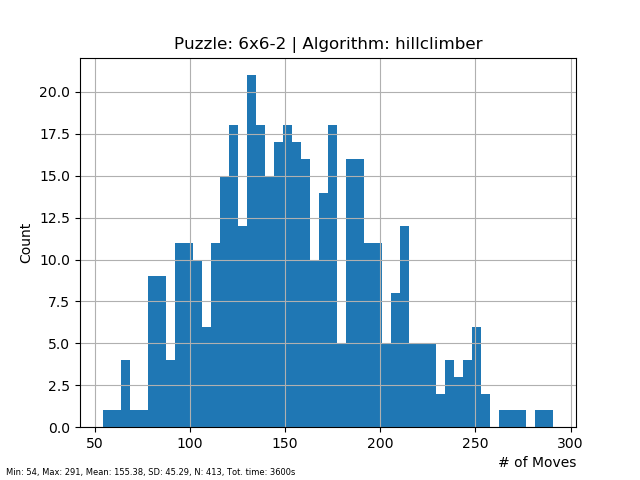 Puzzle: 6x6-2 | Algorithm: hillclimber
20.0
17.5
15.0
12.5
10.0
7.5
5.0
2.5
0.0
Count
50 100 150 200 250 300
# of Moves
Min: 54, Max: 291, Mean: 155.38, SD: 45.29, N: 413, Tot. time: 3600s